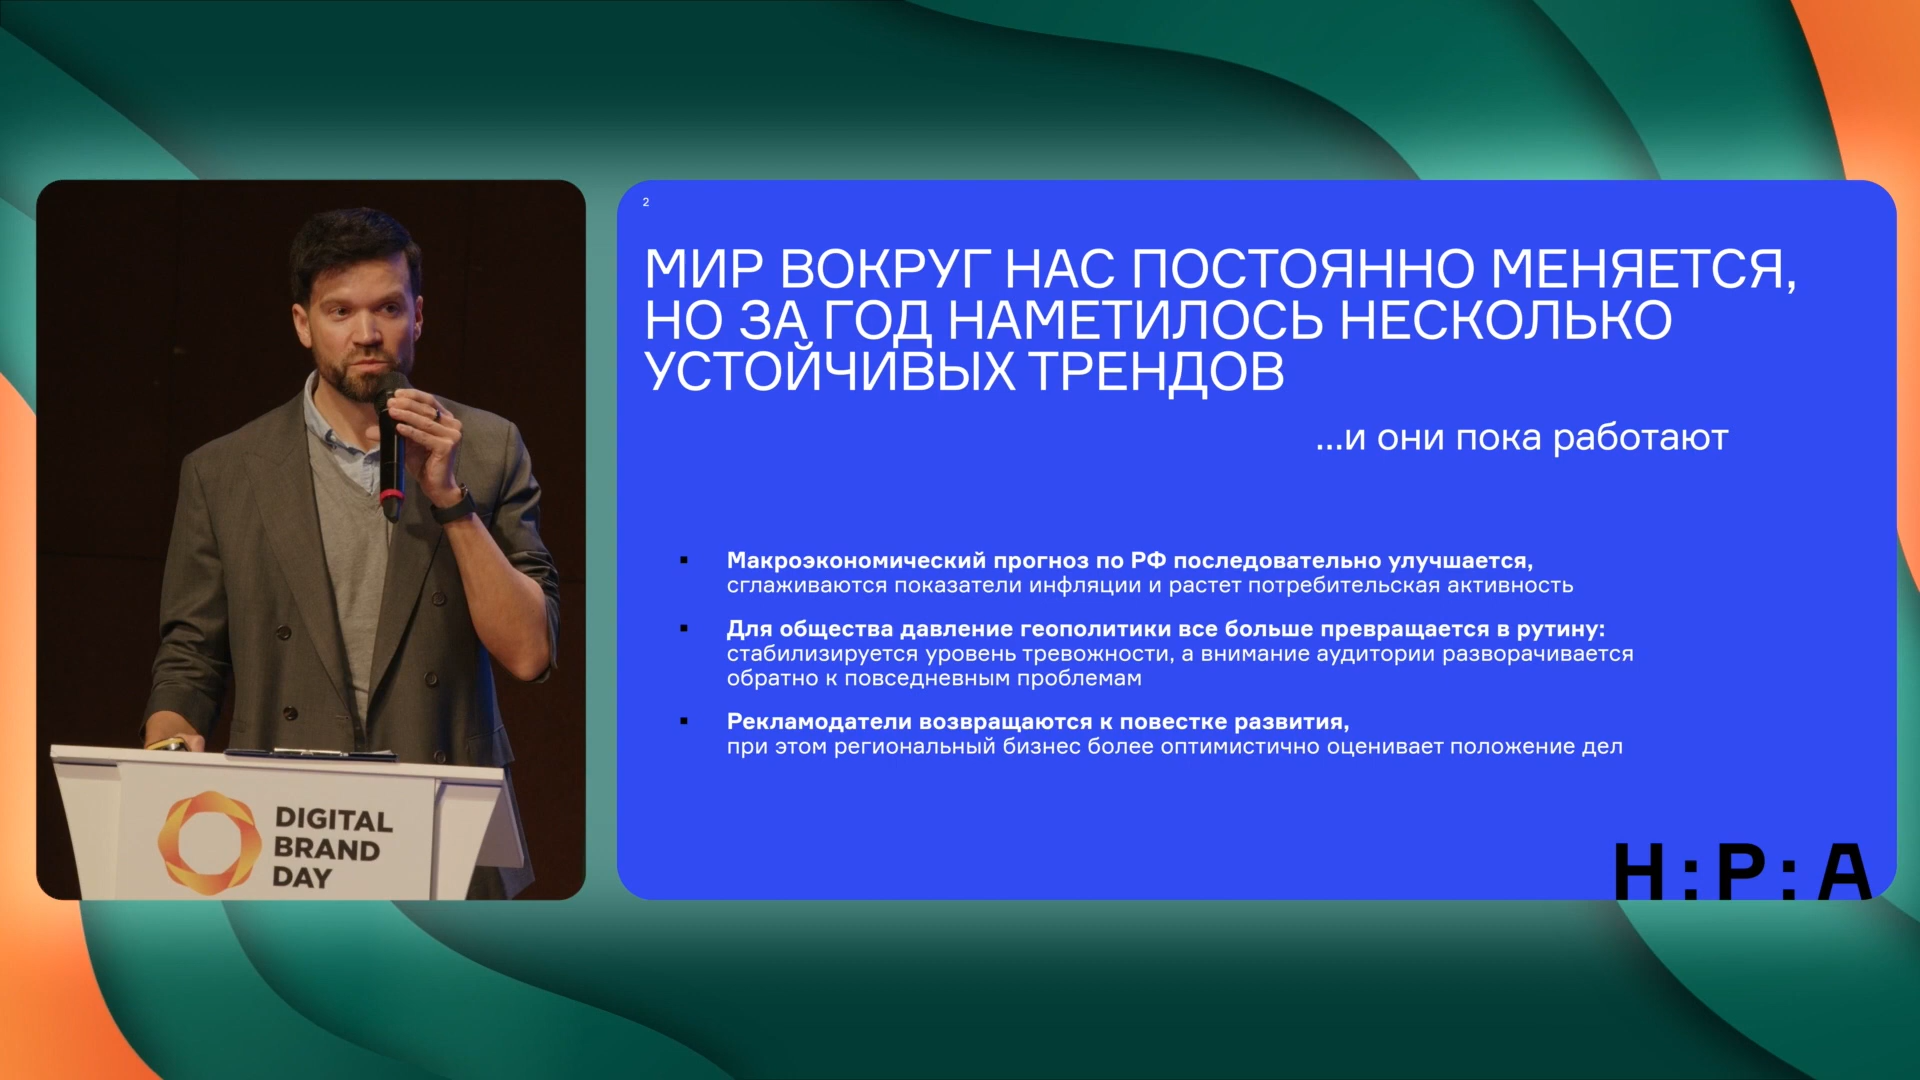 2
МИР ВОКРУГ НАС ПОСТОЯННО МЕНЯЕТСЯ,
НО ЗА ГОД НАМЕТИЛОСЬ НЕСКОЛЬКО
УСТОЙЧИВЫХ ТРЕНДОВ
...и они пока работают
▪ Макроэкономический прогноз по РФ последовательно улучшается,
сглаживаются показатели инфляции и растет потребительская активность
▪ Для общества давление геополитики все больше превращается в рутину:
стабилизируется уровень тревожности, а внимание аудитории разворачивается
обратно к повседневным проблемам
▪ Рекламодатели возвращаются к повестке развития,
при этом региональный бизнес более оптимистично оценивает положение дел
H:P:A
DIGITAL
BRAND
DAY